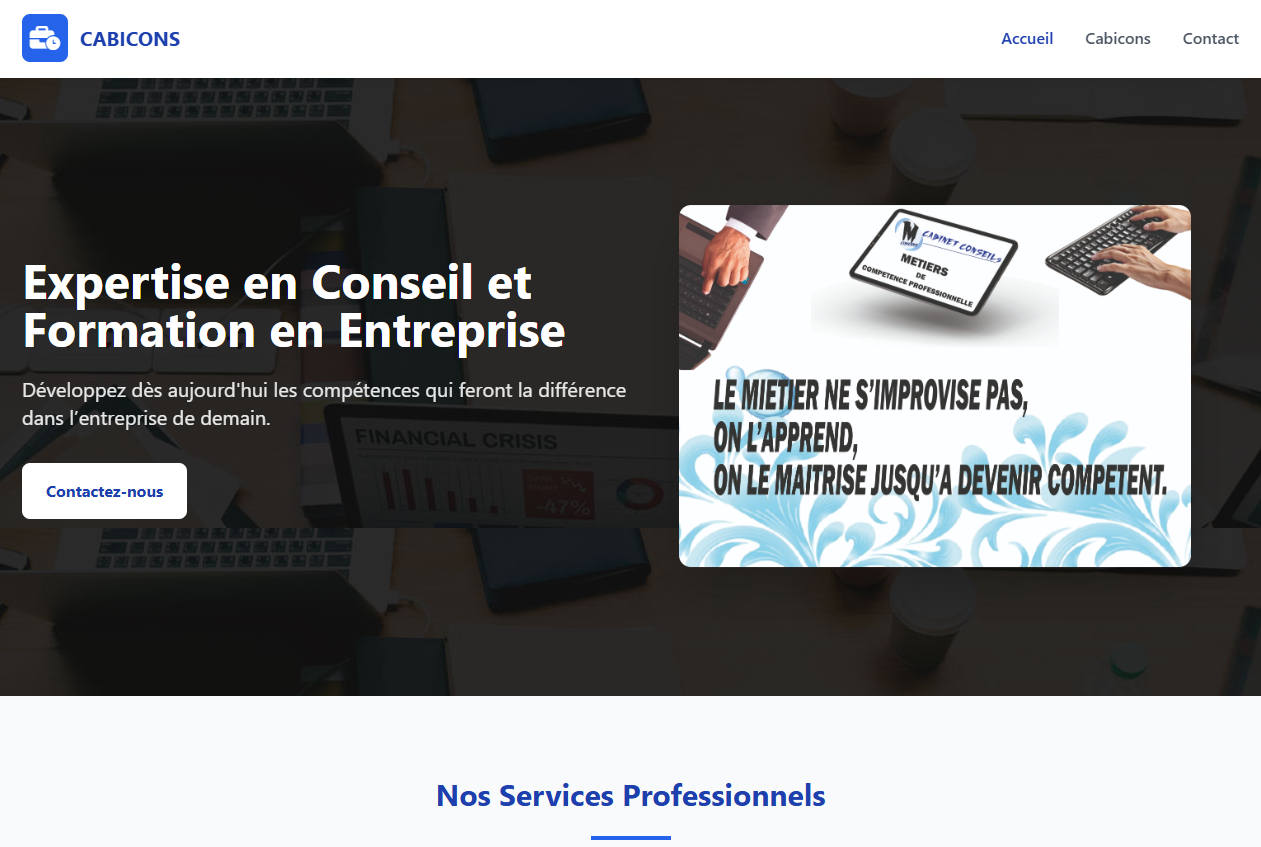 CABICONS
Accueil
Cabicons
Contact
Expertise en Conseil et
Formation en Entreprise
Développez dès aujourd'hui les compétences qui feront la différence
dans l’entreprise de demain.
Contactez-nous
FINANCIAL CRISIS
-47%
M
CABINET CONSEILS
METIERS
DE
COMPETENCE PROFESSIONNELLE
LE MIETIER NE S’IMPROVISE PAS,
ON L’APPREND,
ON LE MAITRISE JUSQU’A DEVENIR COMPETENT.
Nos Services Professionnels